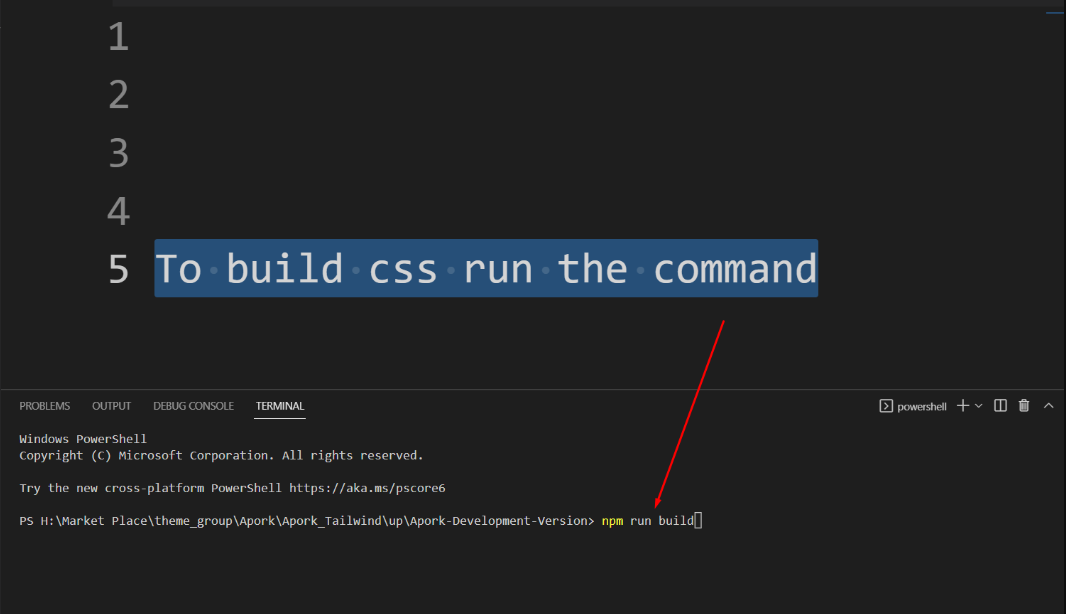 1
2
3
4
5 To build css run the command
PROBLEMS OUTPUT DEBUG CONSOLE TERMINAL powershell
Windows PowerShell
Copyright (C) Microsoft Corporation. All rights reserved.
Try the new cross-platform PowerShell https://aka.ms/pscore6
PS H:\Market Place\theme_group\Apork\Apork_Tailwind\up\Apork-Development-Version> npm run build